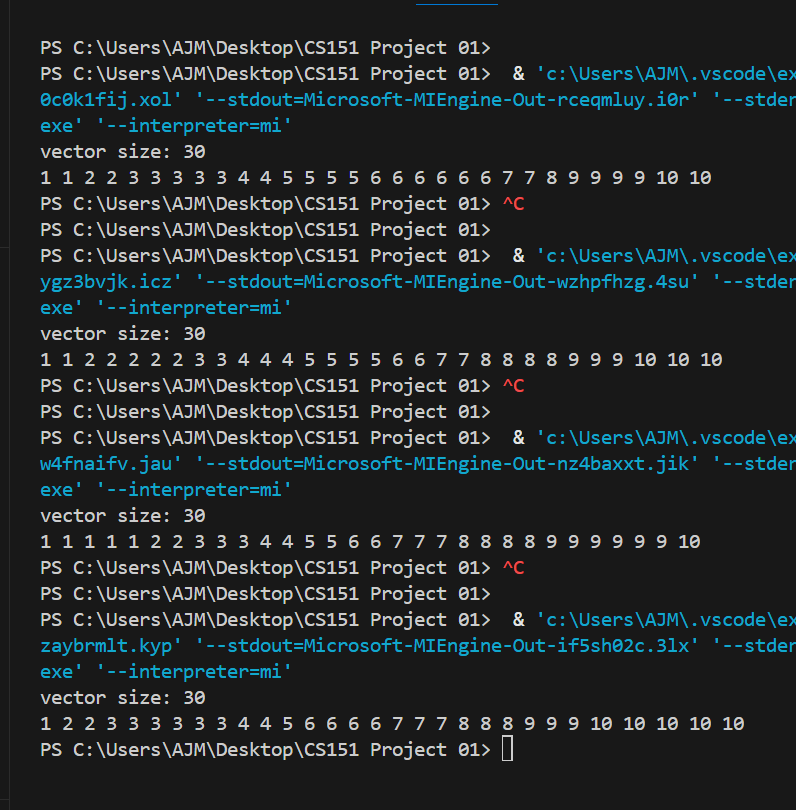 PS C:\Users\AJM\Desktop\CS151 Project 01>
PS C:\Users\AJM\Desktop\CS151 Project 01>  & 'c:\Users\AJM\.vscode\ex
0c0k1fij.xol' '--stdout=Microsoft-MIEngine-Out-rceqmluy.i0r' '--stder
exe' '--interpreter=mi'
vector size: 30
1 1 2 2 3 3 3 3 3 4 4 5 5 5 5 6 6 6 6 6 6 7 7 8 9 9 9 9 10 10
PS C:\Users\AJM\Desktop\CS151 Project 01> ^C
PS C:\Users\AJM\Desktop\CS151 Project 01>
PS C:\Users\AJM\Desktop\CS151 Project 01>  & 'c:\Users\AJM\.vscode\ex
ygz3bvjk.icz' '--stdout=Microsoft-MIEngine-Out-wzhpfhzg.4su' '--stder
exe' '--interpreter=mi'
vector size: 30
1 1 2 2 2 2 2 3 3 4 4 4 5 5 5 5 6 6 7 7 8 8 8 8 9 9 9 10 10 10
PS C:\Users\AJM\Desktop\CS151 Project 01> ^C
PS C:\Users\AJM\Desktop\CS151 Project 01>
PS C:\Users\AJM\Desktop\CS151 Project 01>  & 'c:\Users\AJM\.vscode\ex
w4fnaifv.jau' '--stdout=Microsoft-MIEngine-Out-nz4baxxt.jik' '--stder
exe' '--interpreter=mi'
vector size: 30
1 1 1 1 1 2 2 3 3 3 4 4 5 5 6 6 7 7 7 8 8 8 8 9 9 9 9 9 9 10
PS C:\Users\AJM\Desktop\CS151 Project 01> ^C
PS C:\Users\AJM\Desktop\CS151 Project 01>
PS C:\Users\AJM\Desktop\CS151 Project 01>  & 'c:\Users\AJM\.vscode\ex
zaybrmlt.kyp' '--stdout=Microsoft-MIEngine-Out-if5sh02c.3lx' '--stder
exe' '--interpreter=mi'
vector size: 30
1 2 2 3 3 3 3 3 3 4 4 5 6 6 6 6 7 7 7 8 8 8 9 9 9 10 10 10 10 10
PS C:\Users\AJM\Desktop\CS151 Project 01>